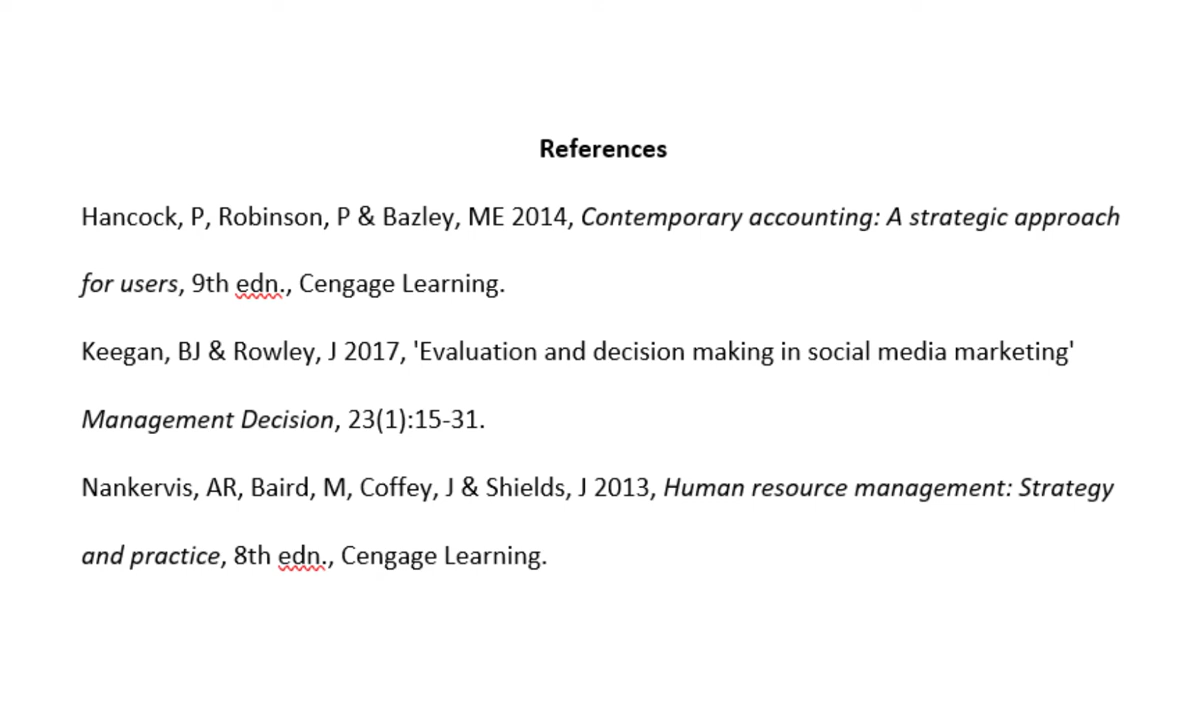 References
Hancock, P, Robinson, P & Bazley, ME 2014, Contemporary accounting: A strategic approach
for users, 9th edn., Cengage Learning.
Keegan, BJ & Rowley, J 2017, 'Evaluation and decision making in social media marketing'
Management Decision, 23(1):15-31.
Nankervis, AR, Baird, M, Coffey, J & Shields, J 2013, Human resource management: Strategy
and practice, 8th edn., Cengage Learning.